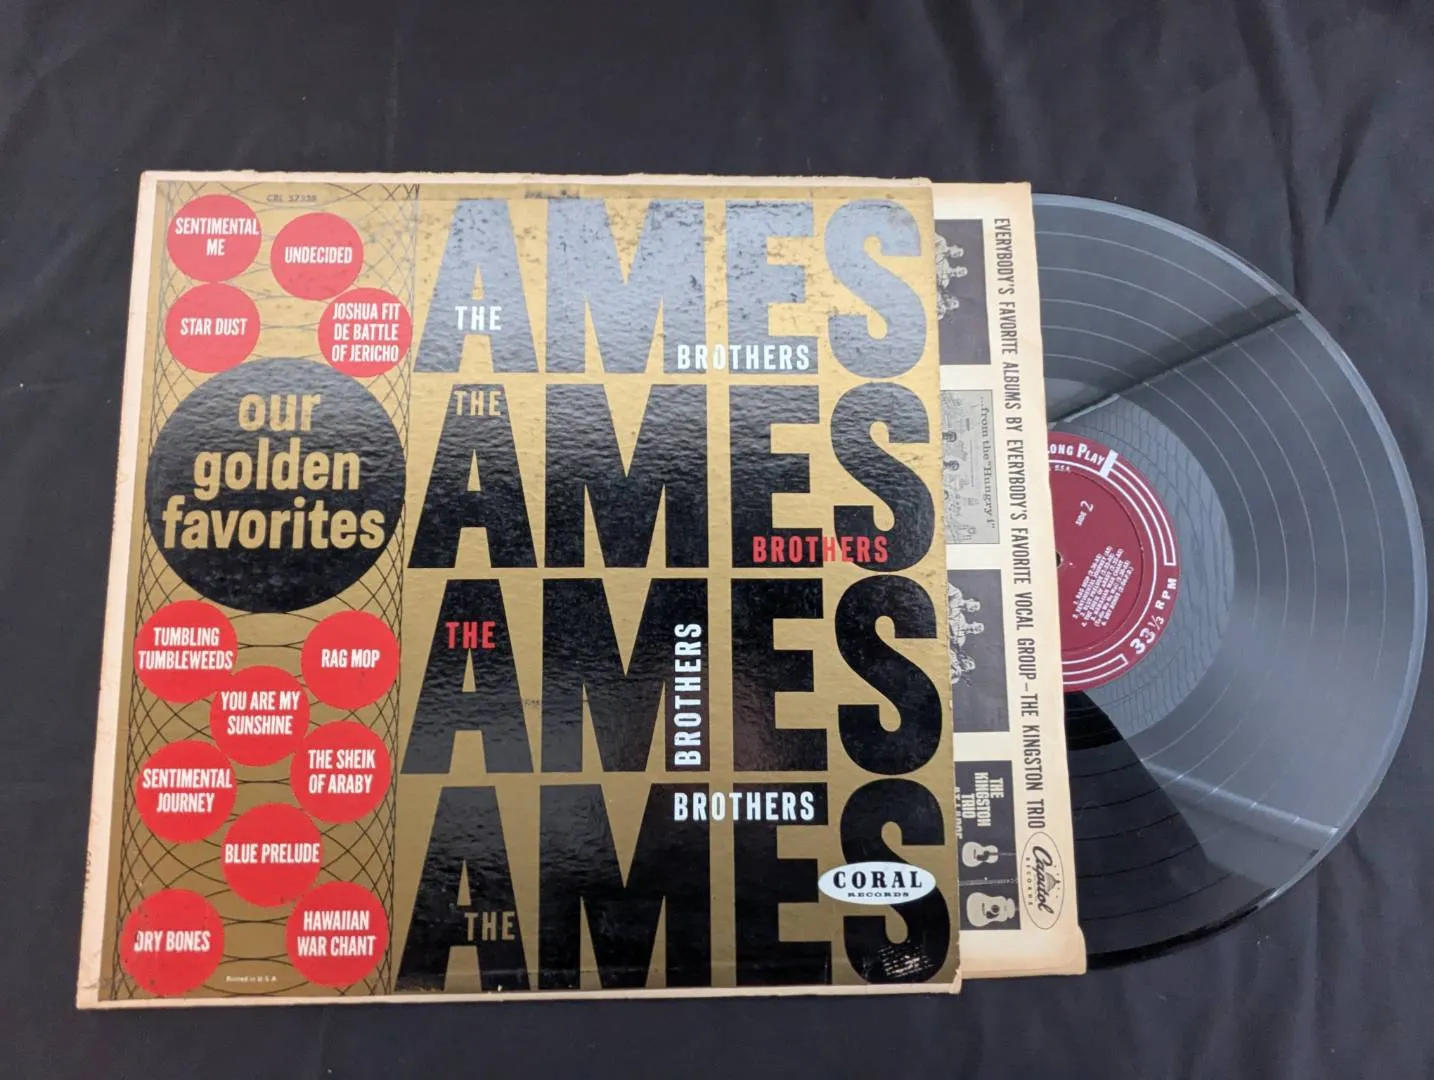 CRL 57338
SENTIMENTAL
ME
UNDECIDED
STAR DUST
JOSHUA FIT
DE BATTLE
OF JERICHO
our
golden
favorites
TUMBLING
TUMBLEWEEDS
RAG MOP
YOU ARE MY
SUNSHINE
SENTIMENTAL
JOURNEY
THE SHEIK
OF ARABY
BLUE PRELUDE
DRY BONES
HAWAIIAN
WAR CHANT
Printed in U.S.A.
THE
AMES
BROTHERS
THE
AMES
BROTHERS
THE
AMES
BROTHERS
THE
AMES
BROTHERS
CORAL
RECORDS
EVERYBODY'S FAVORITE ALBUMS BY EVERYBODY'S FAVORITE VOCAL GROUP–THE KINGSTON TRIO
...from the "Hungry i"
THE
KINGSTON
TRIO
Capitol
RECORDS
LONG PLAY
U.S.A.
SIDE 2
33 1/3 RPM